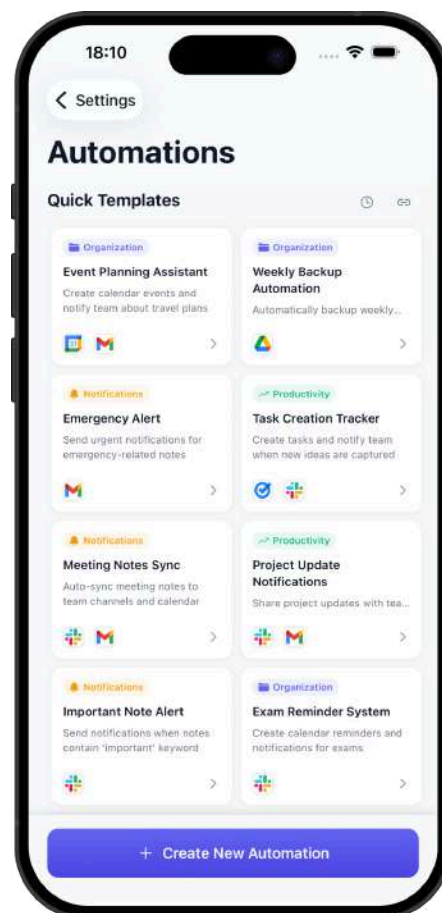 18:10
Settings
Automations
Quick Templates
Organization
Event Planning Assistant
Create calendar events and
notify team about travel plans
Organization
Weekly Backup
Automation
Automatically backup weekly...
Notifications
Emergency Alert
Send urgent notifications for
emergency-related notes
Productivity
Task Creation Tracker
Create tasks and notify team
when new ideas are captured
Notifications
Meeting Notes Sync
Auto-sync meeting notes to
team channels and calendar
Productivity
Project Update
Notifications
Share project updates with tea...
Notifications
Important Note Alert
Send notifications when notes
contain 'important' keyword
Organization
Exam Reminder System
Create calendar reminders and
notifications for exams
+ Create New Automation